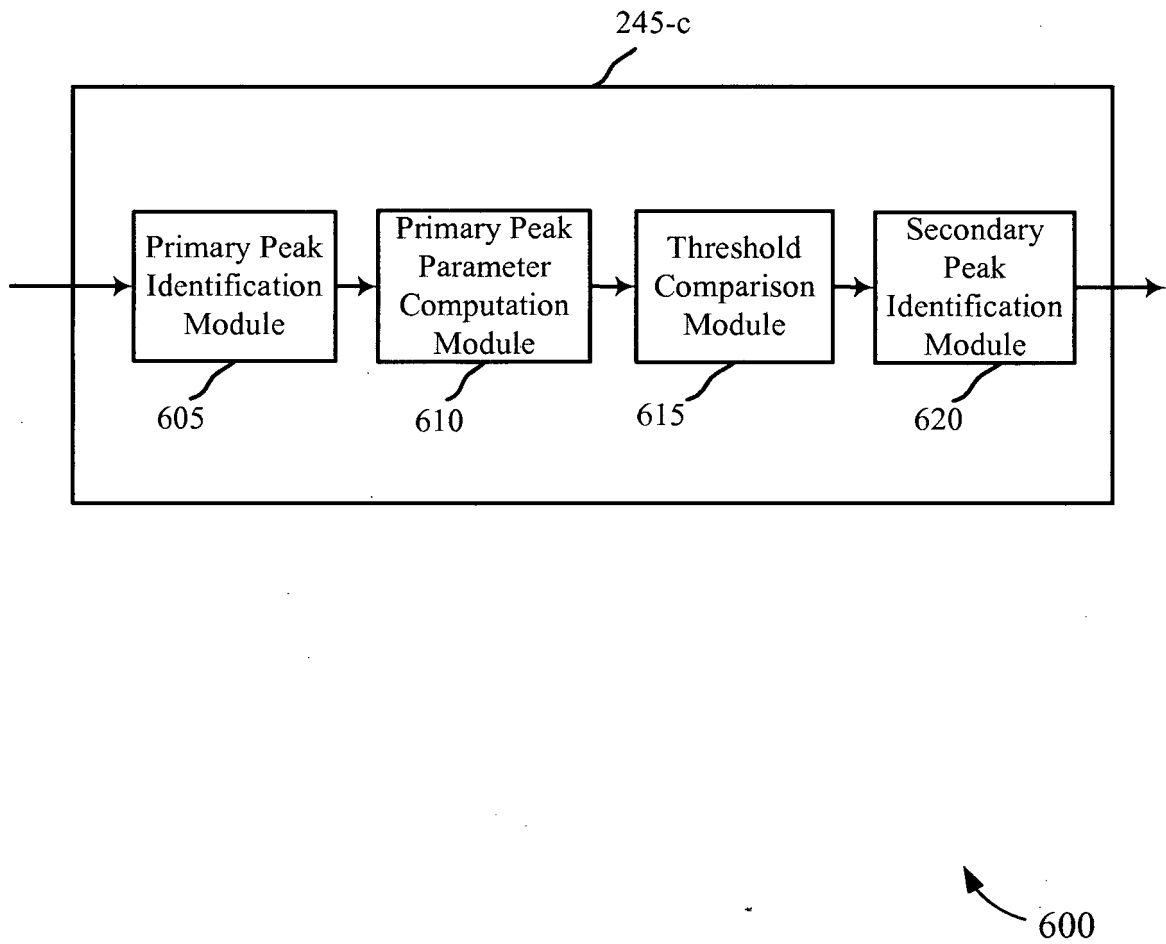 245-c
Primary Peak
Identification
Module
605
Primary Peak
Parameter
Computation
Module
610
Threshold
Comparison
Module
615
Secondary
Peak
Identification
Module
620
600